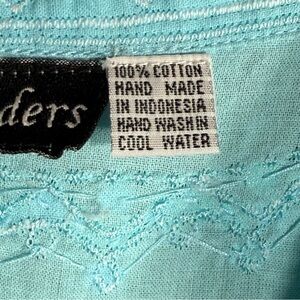 ders
100% COTTON
HAND MADE
IN INDONESIA
HAND WASH IN
COOL WATER